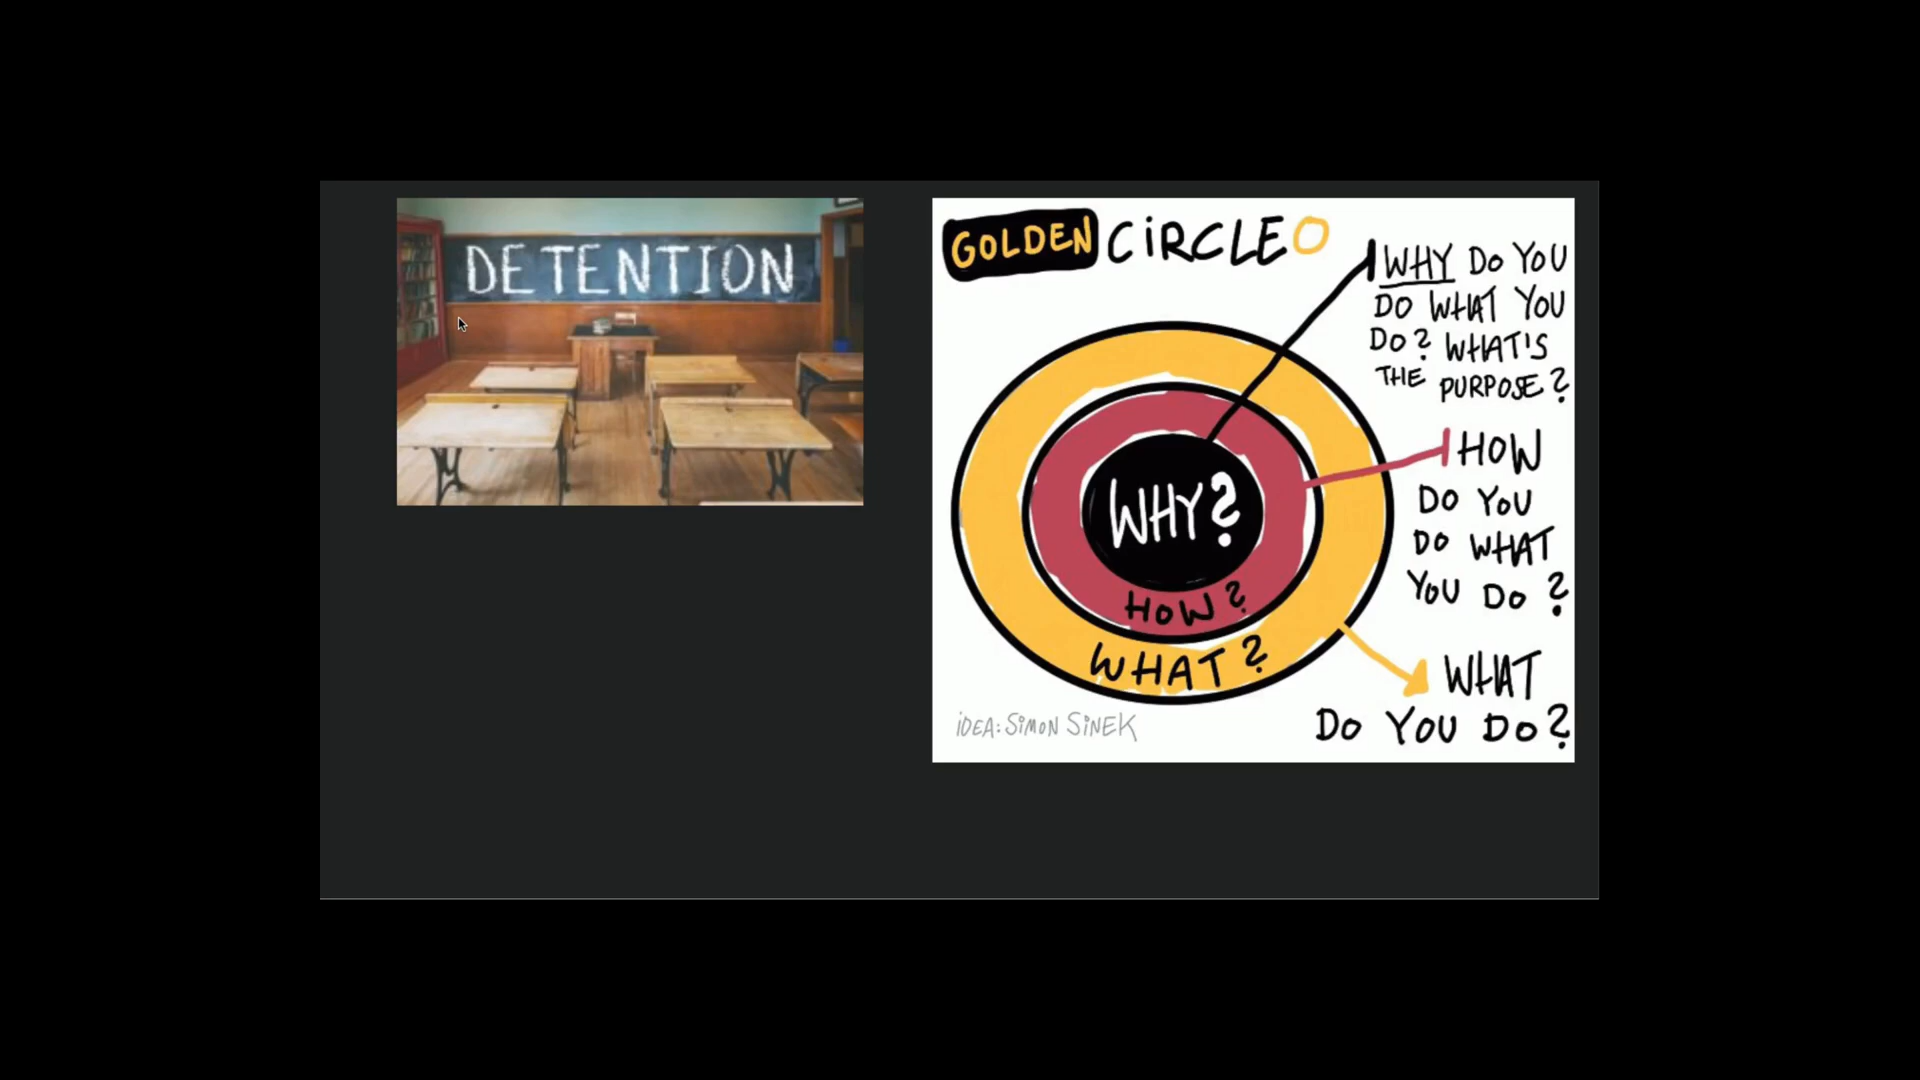 DETENTION
GOLDEN CIRCLE
WHY DO YOU
DO WHAT YOU
DO? WHAT'S
THE PURPOSE?
HOW
DO YOU
DO WHAT
YOU DO?
WHY?
HOW?
WHAT?
WHAT
DO YOU DO?
iDEA: SiMON SiNEK